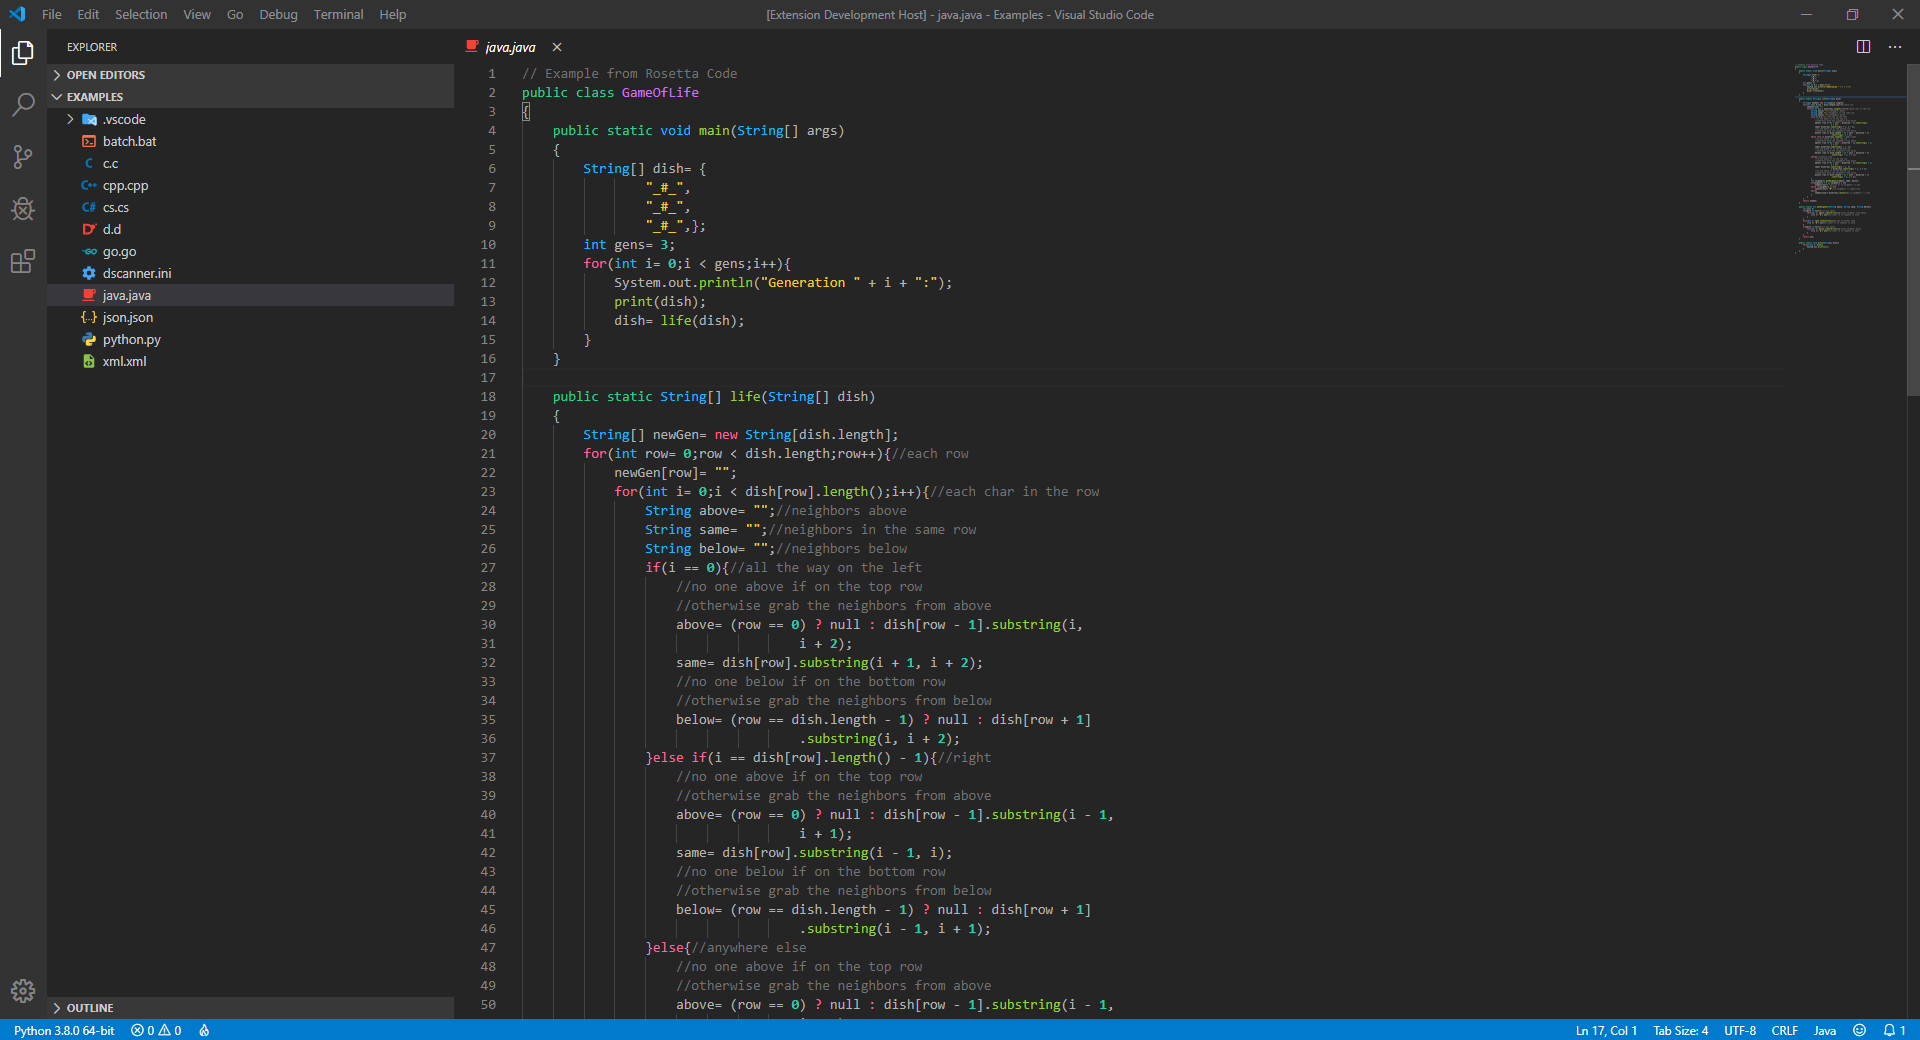 File Edit Selection View Go Debug Terminal Help
[Extension Development Host] - java.java - Examples - Visual Studio Code
EXPLORER
OPEN EDITORS
EXAMPLES
.vscode
batch.bat
c.c
cpp.cpp
cs.cs
d.d
go.go
dscanner.ini
java.java
json.json
python.py
xml.xml
OUTLINE
java.java
1 // Example from Rosetta Code
2 public class GameOfLife
3 {
4 public static void main(String[] args)
5 {
6 String[] dish= {
7 "_#_",
8 "_#_",
9 "_#_",};
10 int gens= 3;
11 for(int i= 0;i < gens;i++){
12 System.out.println("Generation " + i + ":");
13 print(dish);
14 dish= life(dish);
15 }
16 }
17
18 public static String[] life(String[] dish)
19 {
20 String[] newGen= new String[dish.length];
21 for(int row= 0;row < dish.length;row++){//each row
22 newGen[row]= "";
23 for(int i= 0;i < dish[row].length();i++){//each char in the row
24 String above= "";//neighbors above
25 String same= "";//neighbors in the same row
26 String below= "";//neighbors below
27 if(i == 0){//all the way on the left
28 //no one above if on the top row
29 //otherwise grab the neighbors from above
30 above= (row == 0) ? null : dish[row - 1].substring(i,
31 i + 2);
32 same= dish[row].substring(i + 1, i + 2);
33 //no one below if on the bottom row
34 //otherwise grab the neighbors from below
35 below= (row == dish.length - 1) ? null : dish[row + 1]
36 .substring(i, i + 2);
37 }else if(i == dish[row].length() - 1){//right
38 //no one above if on the top row
39 //otherwise grab the neighbors from above
40 above= (row == 0) ? null : dish[row - 1].substring(i - 1,
41 i + 1);
42 same= dish[row].substring(i - 1, i);
43 //no one below if on the bottom row
44 //otherwise grab the neighbors from below
45 below= (row == dish.length - 1) ? null : dish[row + 1]
46 .substring(i - 1, i + 1);
47 }else{//anywhere else
48 //no one above if on the top row
49 //otherwise grab the neighbors from above
50 above= (row == 0) ? null : dish[row - 1].substring(i - 1,
Python 3.8.0 64-bit 0 0
Ln 17, Col 1 Tab Size: 4 UTF-8 CRLF Java 1